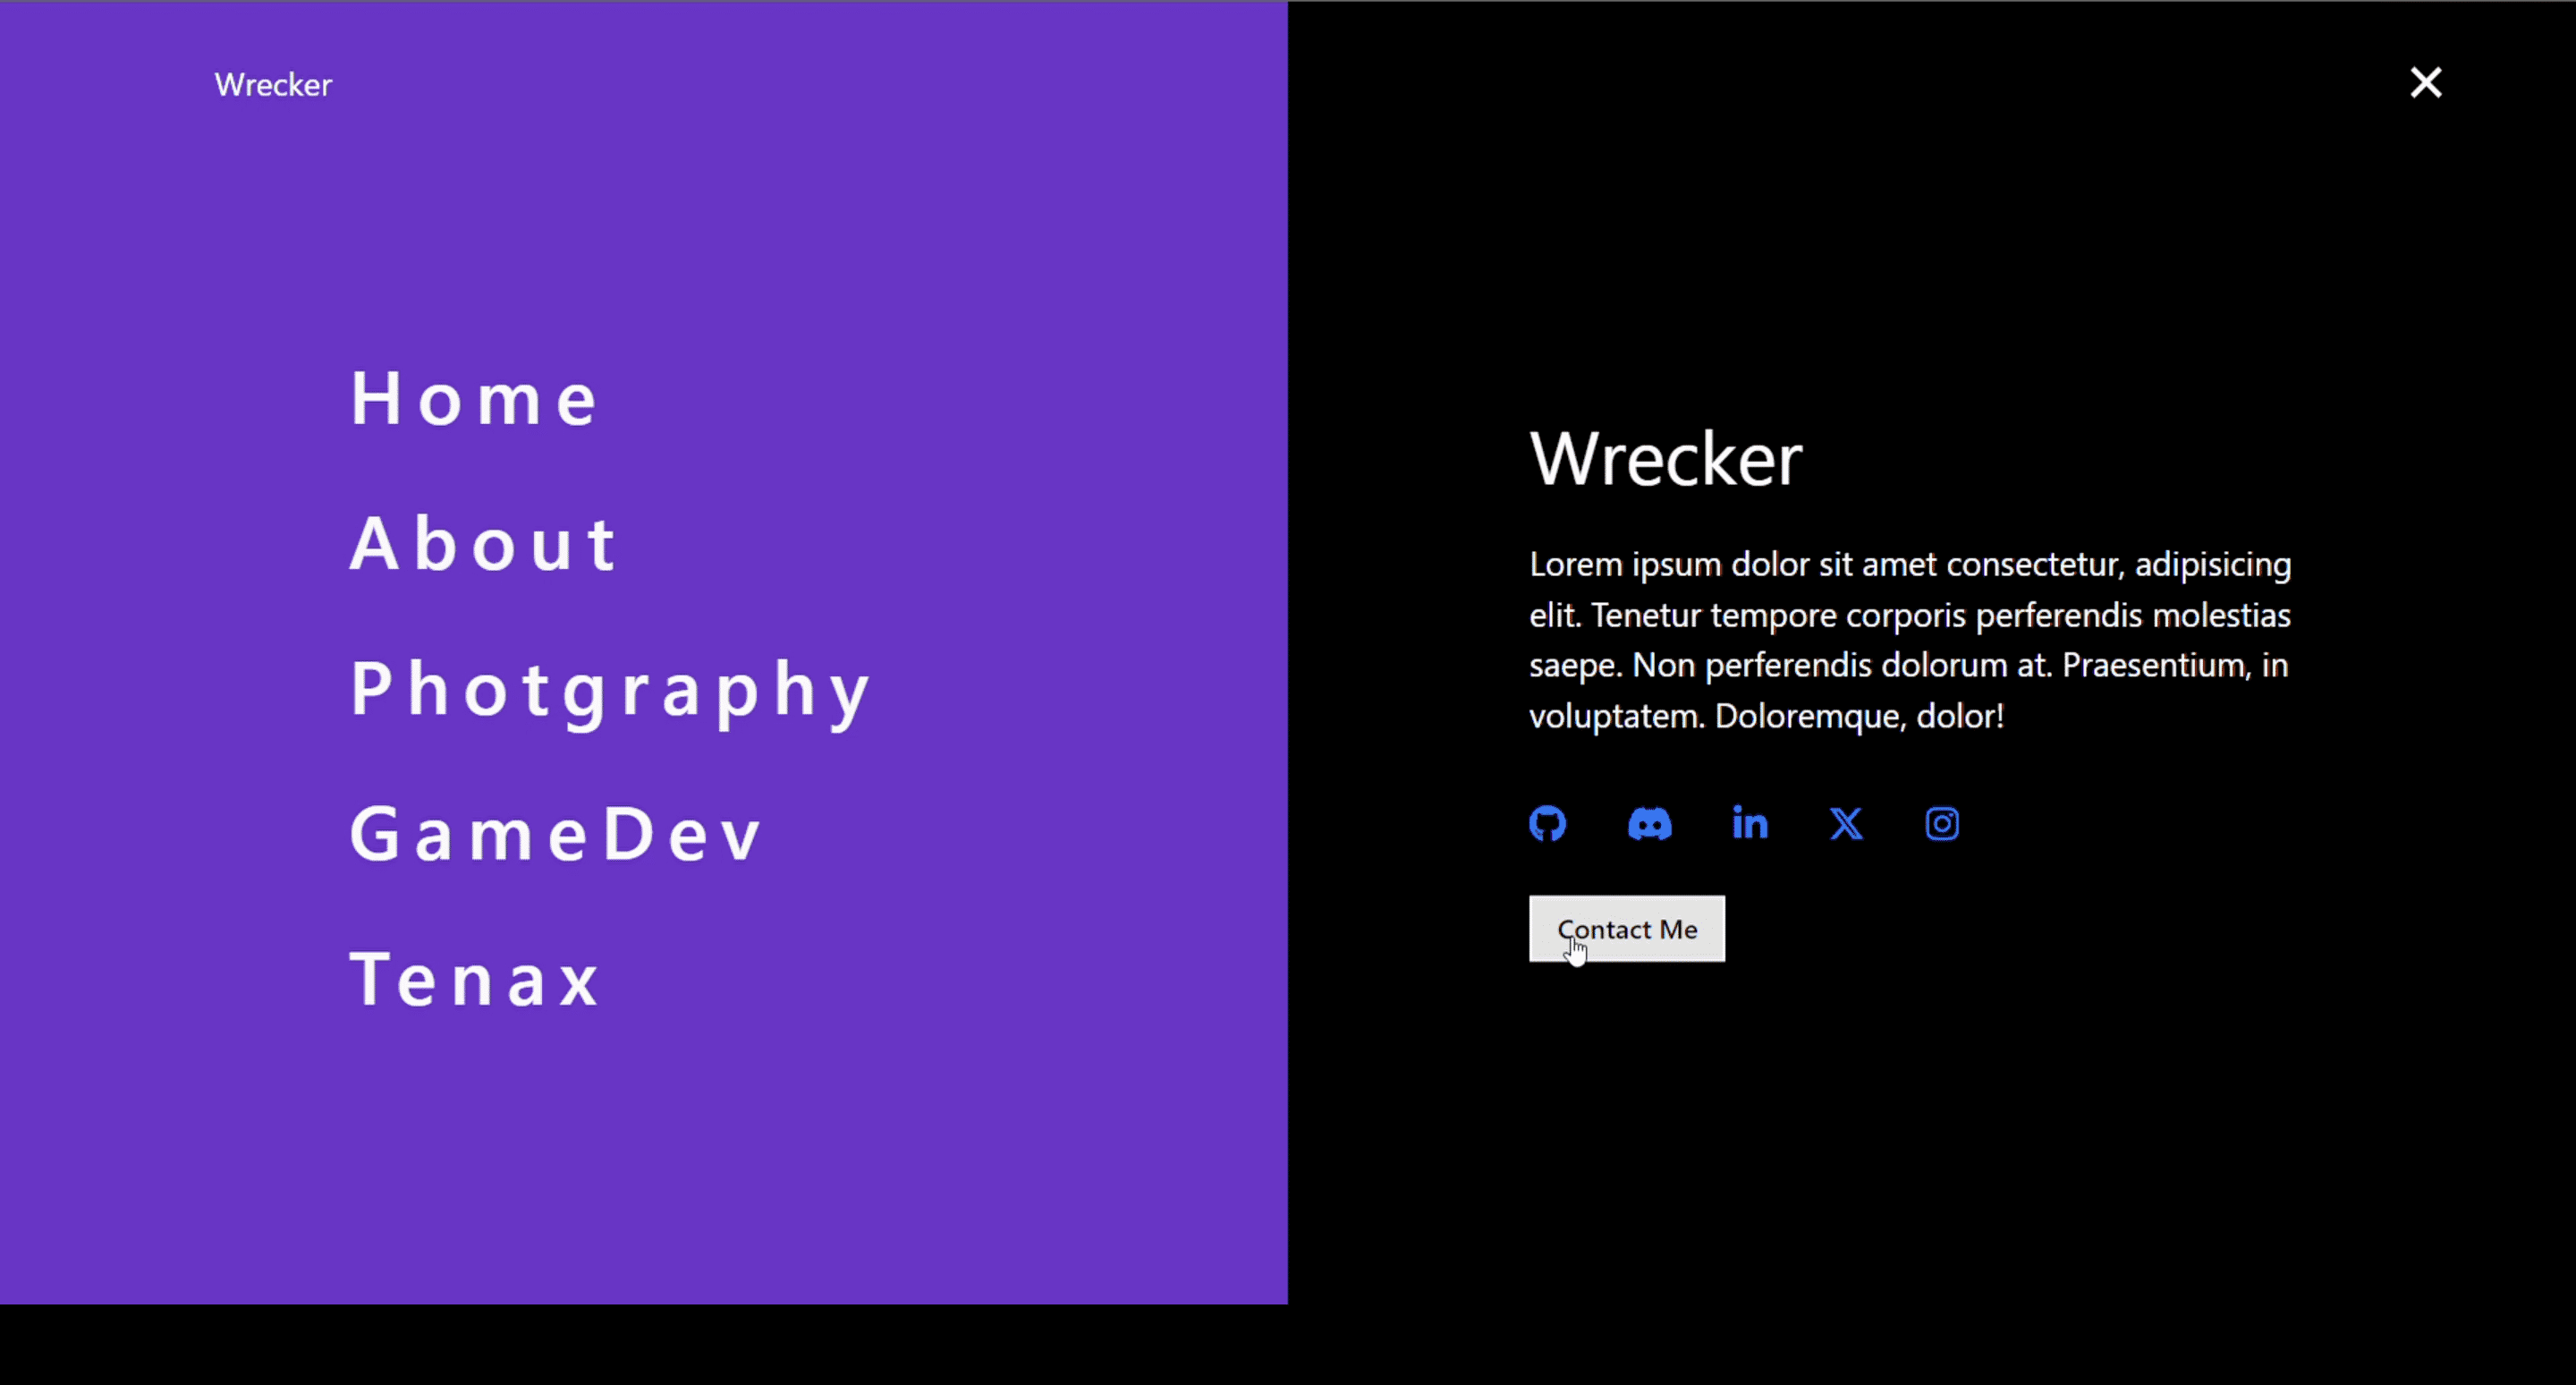 Wrecker
Home
About
Photgraphy
GameDev
Tenax
Wrecker
Lorem ipsum dolor sit amet consectetur, adipisicing
elit. Tenetur tempore corporis perferendis molestias
saepe. Non perferendis dolorum at. Praesentium, in
voluptatem. Doloremque, dolor!
Contact Me